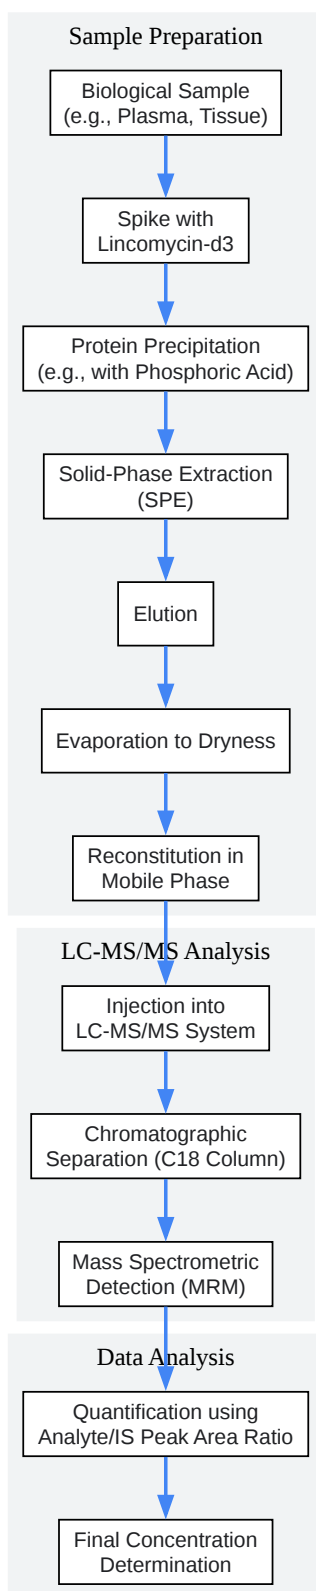 Sample Preparation
Biological Sample
(e.g., Plasma, Tissue)
Spike with
Lincomycin-d3
Protein Precipitation
(e.g., with Phosphoric Acid)
Solid-Phase Extraction
(SPE)
Elution
Evaporation to Dryness
Reconstitution in
Mobile Phase
LC-MS/MS Analysis
Injection into
LC-MS/MS System
Chromatographic
Separation (C18 Column)
Mass Spectrometric
Detection (MRM)
Data Analysis
Quantification using
Analyte/IS Peak Area Ratio
Final Concentration
Determination